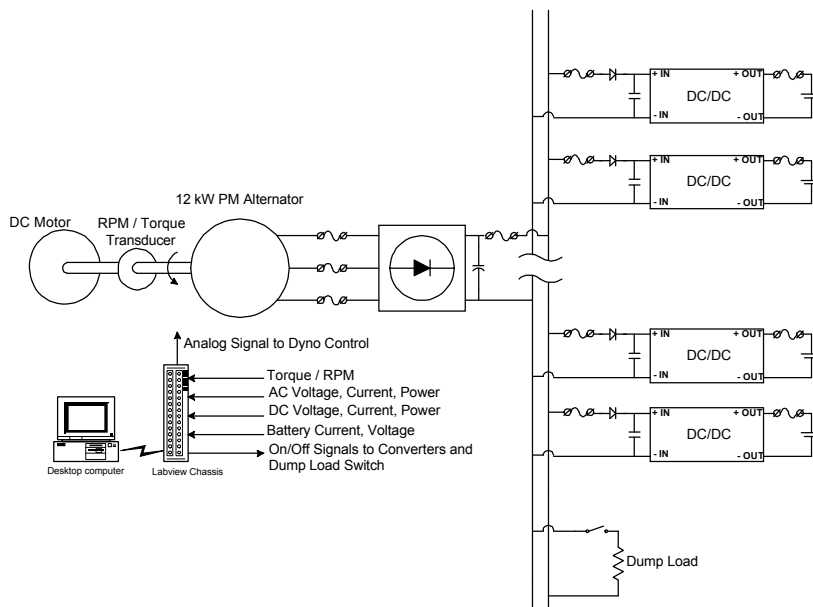 + IN
+ OUT
DC/DC
- IN
- OUT
+ IN
+ OUT
DC/DC
- IN
- OUT
12 kW PM Alternator
DC Motor
RPM / Torque
Transducer
Analog Signal to Dyno Control
Torque / RPM
AC Voltage, Current, Power
DC Voltage, Current, Power
Battery Current, Voltage
On/Off Signals to Converters and
Dump Load Switch
Desktop computer
Labview Chassis
+ IN
+ OUT
DC/DC
- IN
- OUT
+ IN
+ OUT
DC/DC
- IN
- OUT
Dump Load